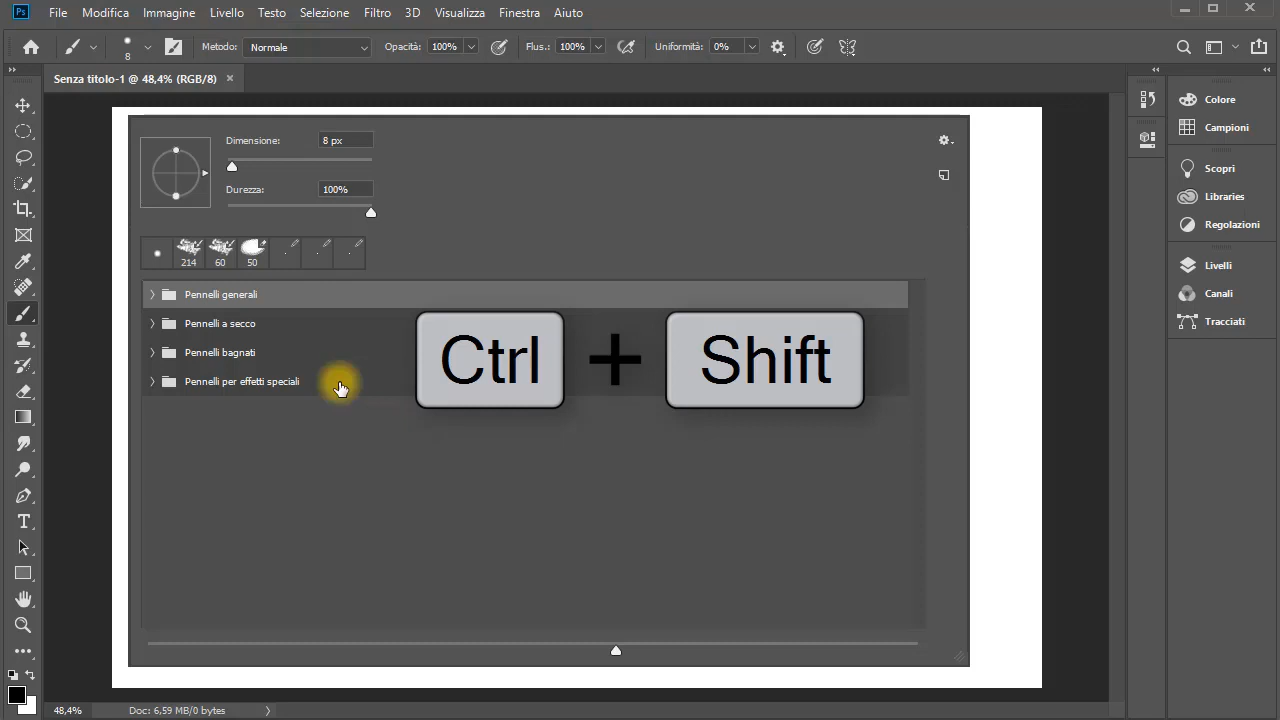 Ps File Modifica Immagine Livello Testo Selezione Filtro 3D Visualizza Finestra Aiuto
8 Metodo: Normale Opacità: 100% Flus.: 100% Uniformità: 0%
Senza titolo-1 @ 48,4% (RGB/8) ×
Dimensione: 8 px
Durezza: 100%
214 60 50
Pennelli generali
Pennelli a secco
Pennelli bagnati
Pennelli per effetti speciali
Ctrl + Shift
Colore
Campioni
Scopri
Libraries
Regolazioni
Livelli
Canali
Tracciati
48,4% Doc: 6,59 MB/0 bytes